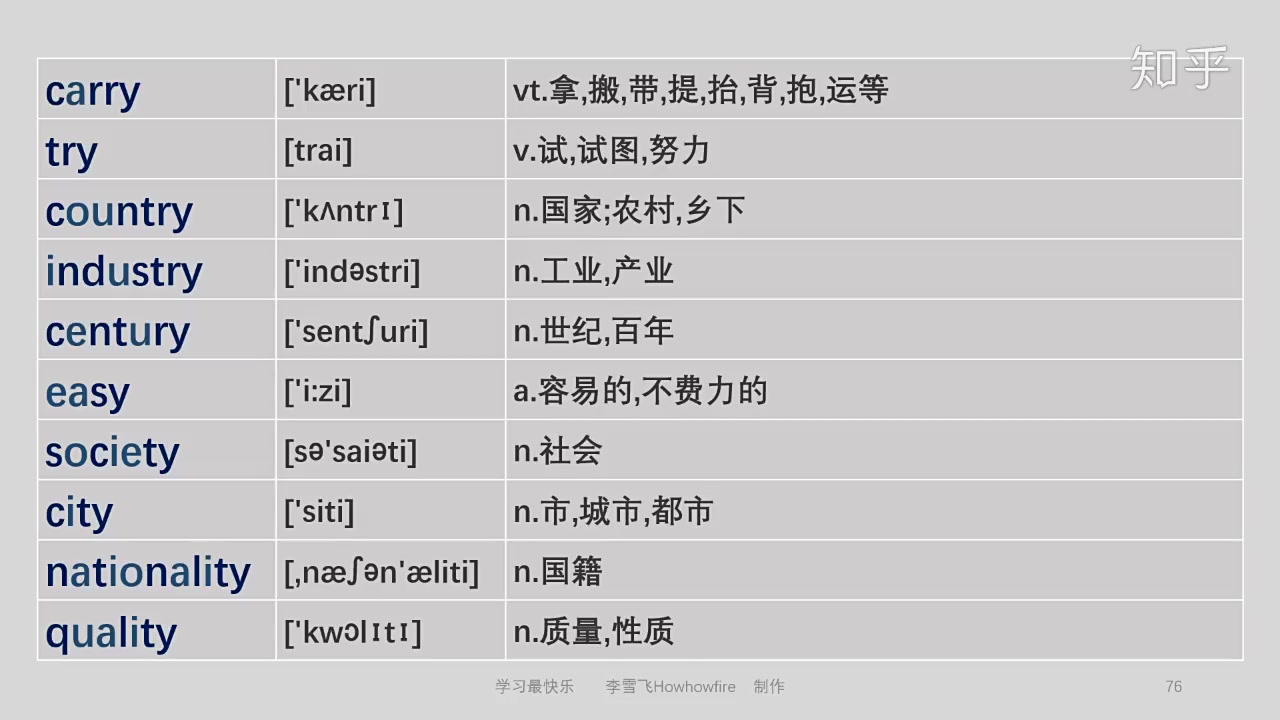 知乎
carry ['kæri] vt.拿,搬,带,提,抬,背,抱,运等
try [trai] v.试,试图,努力
country ['kʌntrɪ] n.国家;农村,乡下
industry ['indəstri] n.工业,产业
century ['sentʃuri] n.世纪,百年
easy ['i:zi] a.容易的,不费力的
society [sə'saiəti] n.社会
city ['siti] n.市,城市,都市
nationality [,næʃən'æliti] n.国籍
quality ['kwɔlɪtɪ] n.质量,性质
学习最快乐 李雪飞Howhowfire 制作 76